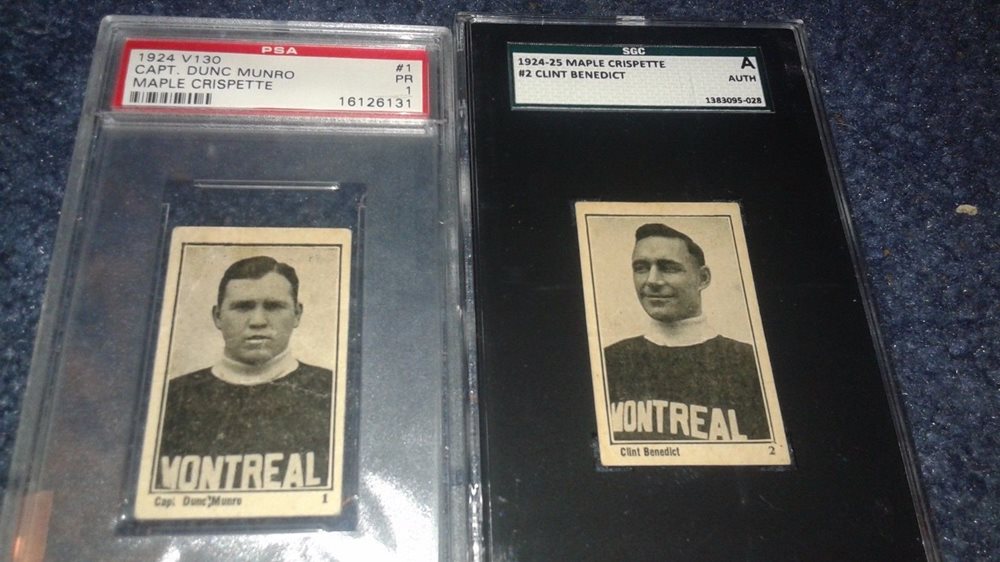 PSA
1924 V130 #1
CAPT. DUNC MUNRO PR
MAPLE CRISPETTE 1
16126131
MONTREAL
Cap. Dunc Munro 1
SGC
1924-25 MAPLE CRISPETTE A
#2 CLINT BENEDICT AUTH
1383095-028
MONTREAL
Clint Benedict 2